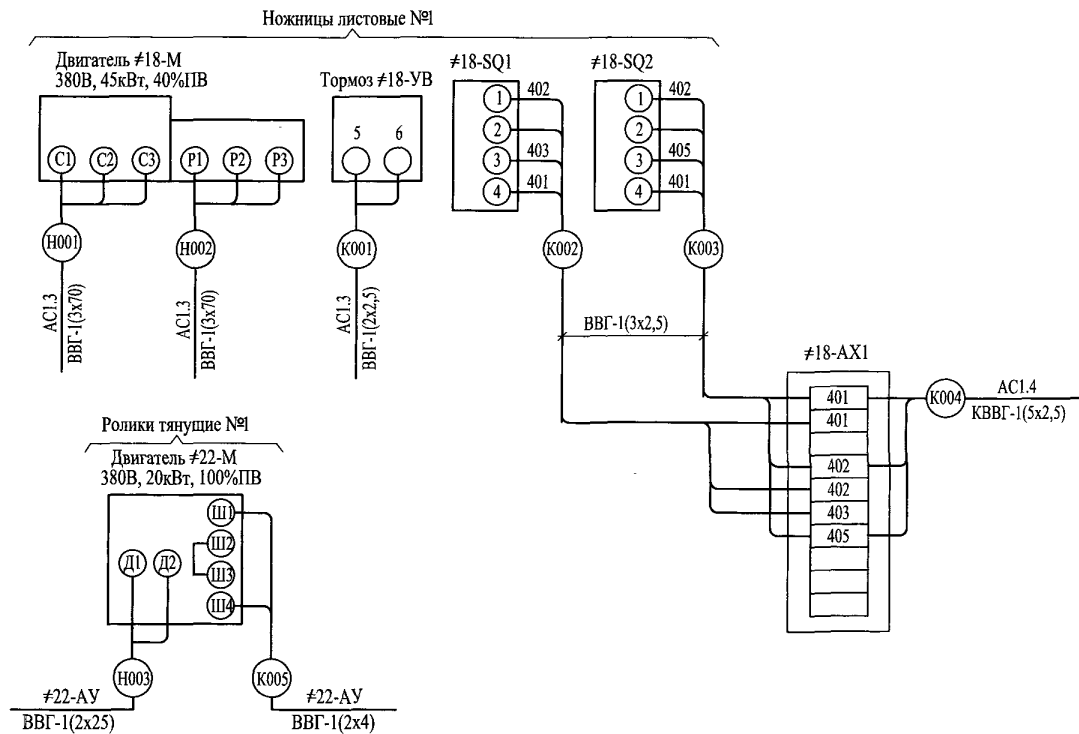 Ножницы листовые №1
Двигатель ≠18-М
380В, 45кВт, 40%ПВ
С1 С2 С3 Р1 Р2 Р3
Н001
Н002
АС1.3
ВВГ-1(3х70)
АС1.3
ВВГ-1(3х70)
Тормоз ≠18-УВ
5 6
К001
АС1.3
ВВГ-1(2х2,5)
≠18-SQ1
1 402
2
3 403
4 401
К002
≠18-SQ2
1 402
2
3 405
4 401
К003
ВВГ-1(3х2,5)
≠18-АХ1
401
401
402
402
403
405
К004
АС1.4
КВВГ-1(5х2,5)
Ролики тянущие №1
Двигатель ≠22-М
380В, 20кВт, 100%ПВ
Ш1
Ш2
Д1 Д2 Ш3
Ш4
Н003
К005
≠22-АУ
ВВГ-1(2х25)
≠22-АУ
ВВГ-1(2х4)